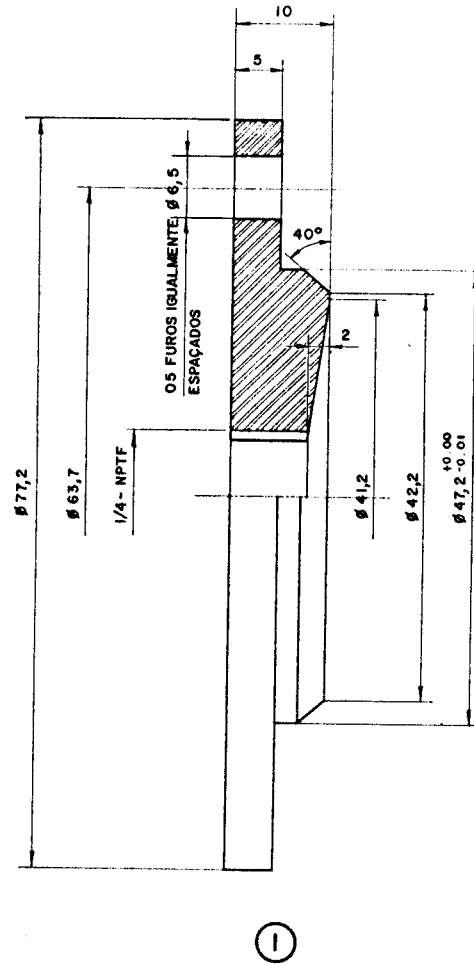 10
5
40°
2
05 FUROS IGUALMENTE ø 6,5
ESPAÇADOS
1/4 - NPTF
ø 63,7
ø 77,2
ø 41,2
ø 42,2
ø 47,2 +0.00
-0.01
1